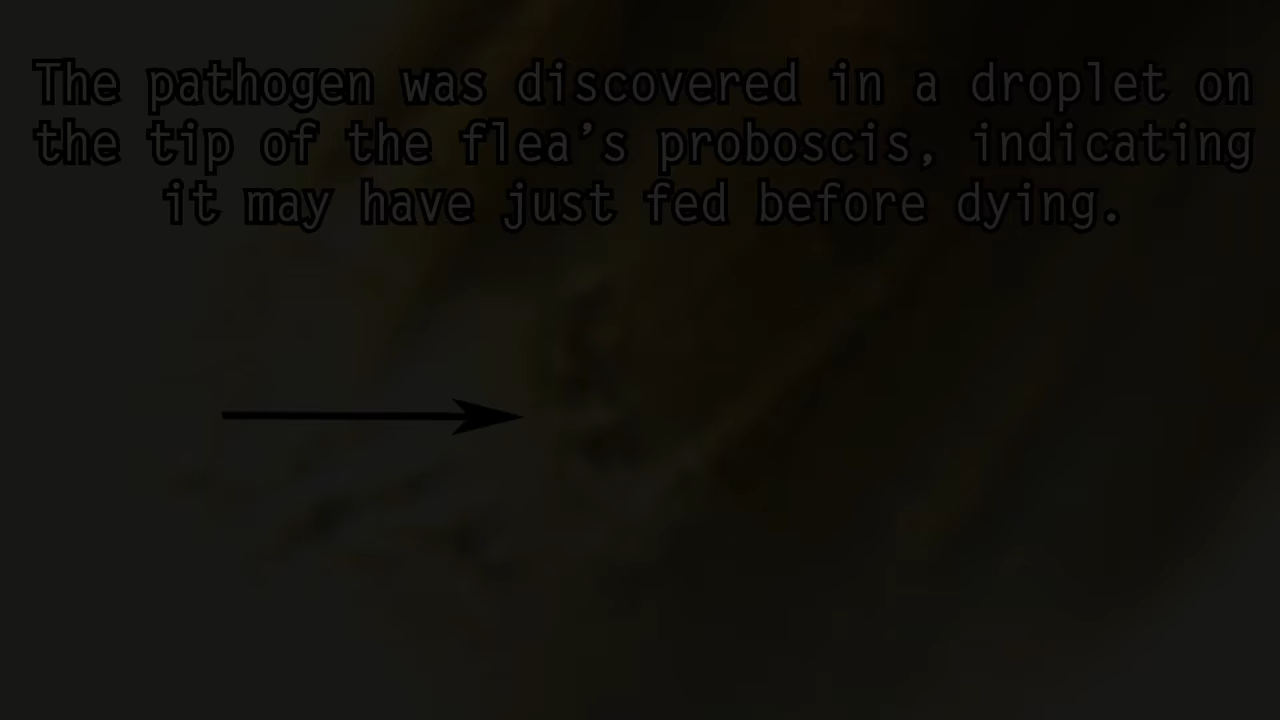 The pathogen was discovered in a droplet on
the tip of the flea’s proboscis, indicating
it may have just fed before dying.